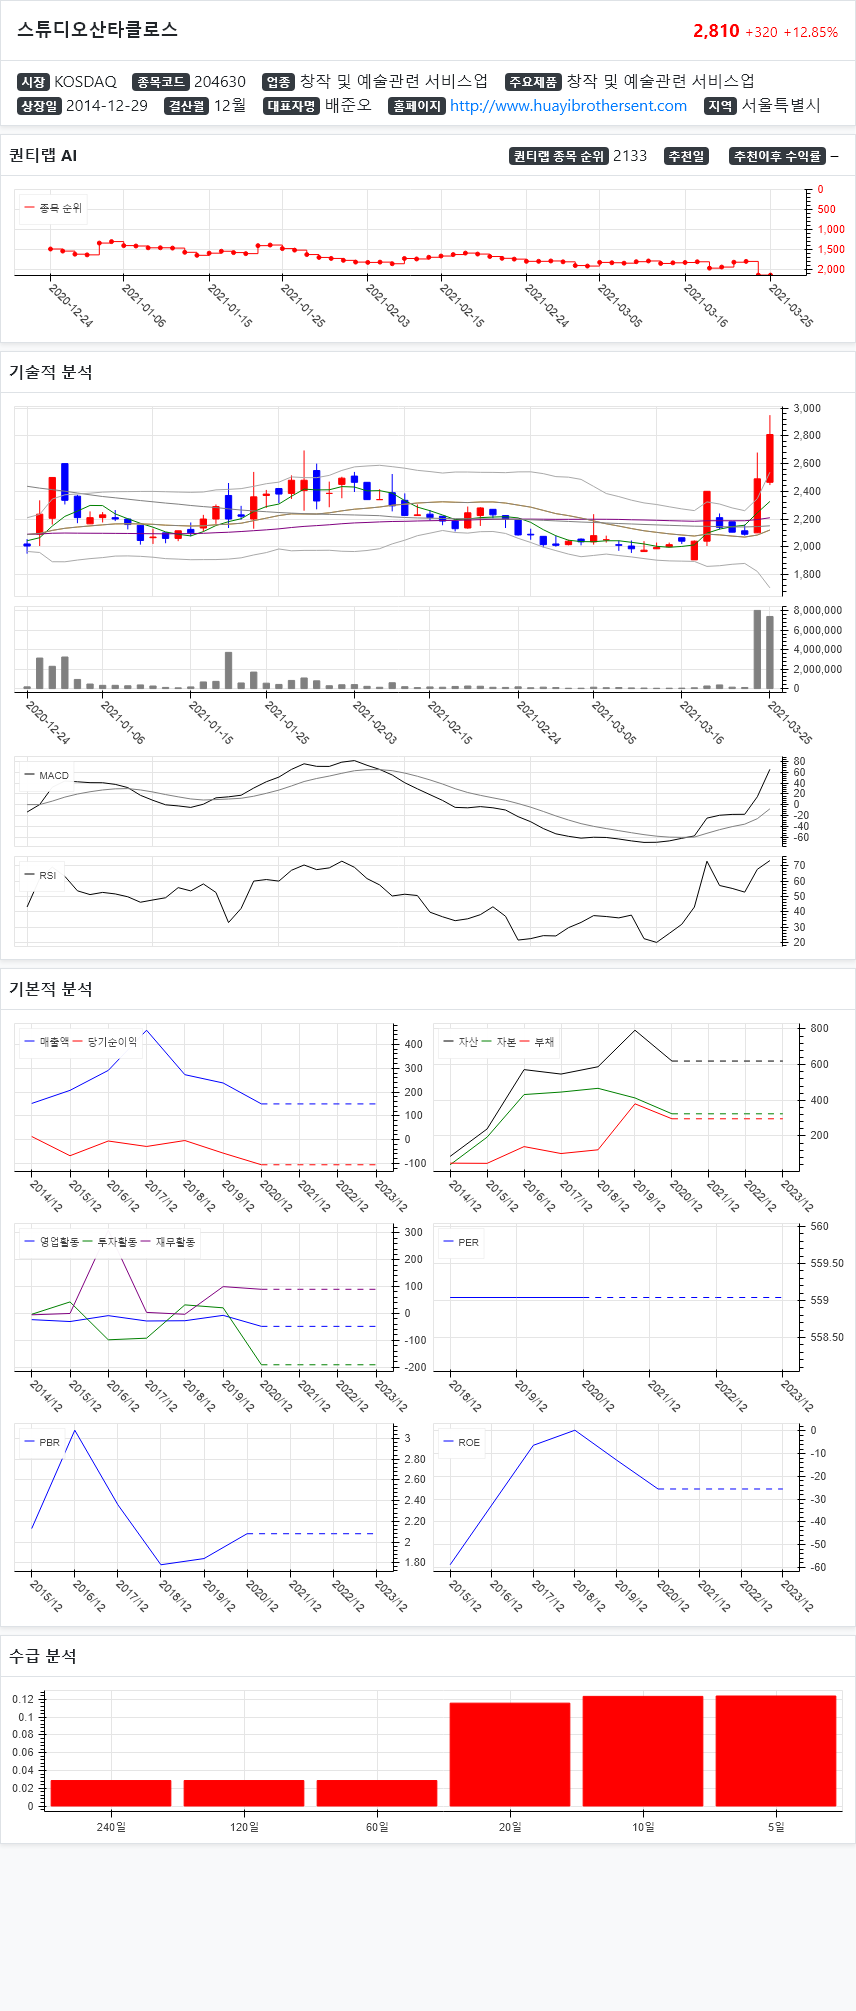 스튜디오산타클로스
2,810 +320 +12.85%
시장 KOSDAQ 종목코드 204630 업종 창작 및 예술관련 서비스업 주요제품 창작 및 예술관련 서비스업
상장일 2014-12-29 결산월 12월 대표자명 배준오 홈페이지 http://www.huayibrothersent.com 지역 서울특별시
퀀티랩 AI 퀀티랩 종목 순위 2133 추천일 추천이후 수익률 –
종목 순위
0
500
1,000
1,500
2,000
2020-12-24 2021-01-06 2021-01-15 2021-01-25 2021-02-03 2021-02-15 2021-02-24 2021-03-05 2021-03-16 2021-03-25
기술적 분석
3,000
2,800
2,600
2,400
2,200
2,000
1,800
8,000,000
6,000,000
4,000,000
2,000,000
0
2020-12-24 2021-01-06 2021-01-15 2021-01-25 2021-02-03 2021-02-15 2021-02-24 2021-03-05 2021-03-16 2021-03-25
MACD
80
60
40
20
0
-20
-40
-60
RSI
70
60
50
40
30
20
기본적 분석
매출액 당기순이익
400
300
200
100
0
-100
2014/12 2015/12 2016/12 2017/12 2018/12 2019/12 2020/12 2021/12 2022/12 2023/12
자산 자본 부채
800
600
400
200
2014/12 2015/12 2016/12 2017/12 2018/12 2019/12 2020/12 2021/12 2022/12 2023/12
영업활동 투자활동 재무활동
300
200
100
0
-100
-200
2014/12 2015/12 2016/12 2017/12 2018/12 2019/12 2020/12 2021/12 2022/12 2023/12
PER
560
559.50
559
558.50
2018/12 2019/12 2020/12 2021/12 2022/12 2023/12
PBR
3
2.80
2.60
2.40
2.20
2
1.80
2015/12 2016/12 2017/12 2018/12 2019/12 2020/12 2021/12 2022/12 2023/12
ROE
0
-10
-20
-30
-40
-50
-60
2015/12 2016/12 2017/12 2018/12 2019/12 2020/12 2021/12 2022/12 2023/12
수급 분석
0.12
0.1
0.08
0.06
0.04
0.02
0
240일 120일 60일 20일 10일 5일